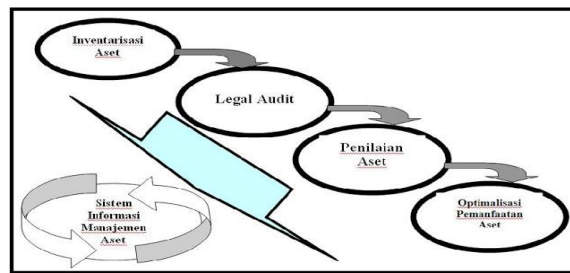 Inventarisasi
Aset
Legal Audit
Penilaian
Aset
Optimalisasi
Pemanfaatan
Aset
Sistem
Informasi
Manajemen
Aset